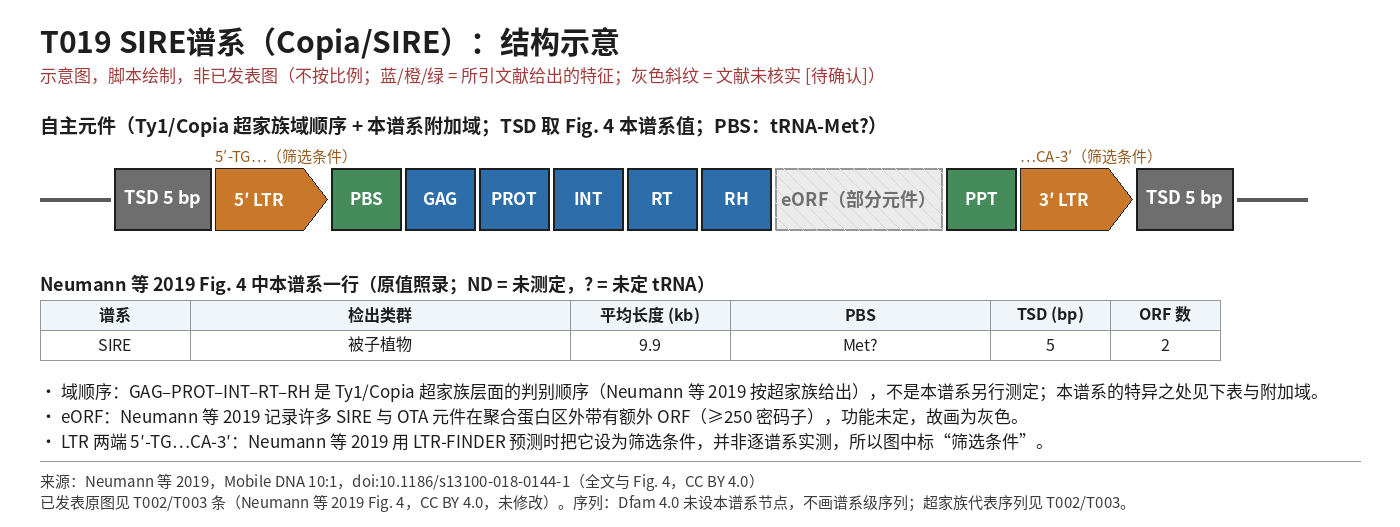 T019 SIRE谱系（Copia/SIRE）：结构示意
示意图，脚本绘制，非已发表图（不按比例；蓝/橙/绿 = 所引文献给出的特征；灰色斜纹 = 文献未核实 [待确认]）
自主元件（Ty1/Copia 超家族域顺序 + 本谱系附加域；TSD 取 Fig. 4 本谱系值；PBS：tRNA-Met?）
5′-TG…（筛选条件） …CA-3′（筛选条件）
TSD 5 bp 5′ LTR PBS GAG PROT INT RT RH eORF（部分元件） PPT 3′ LTR TSD 5 bp
Neumann 等 2019 Fig. 4 中本谱系一行（原值照录；ND = 未测定，? = 未定 tRNA）
谱系 检出类群 平均长度 (kb) PBS TSD (bp) ORF 数
SIRE 被子植物 9.9 Met? 5 2
· 域顺序：GAG–PROT–INT–RT–RH 是 Ty1/Copia 超家族层面的判别顺序（Neumann 等 2019 按超家族给出），不是本谱系另行测定；本谱系的特异之处见下表与附加域。
· eORF：Neumann 等 2019 记录许多 SIRE 与 OTA 元件在聚合蛋白区外带有额外 ORF（≥250 密码子），功能未定，故画为灰色。
· LTR 两端 5′-TG…CA-3′：Neumann 等 2019 用 LTR-FINDER 预测时把它设为筛选条件，并非逐谱系实测，所以图中标“筛选条件”。
来源：Neumann 等 2019，Mobile DNA 10:1，doi:10.1186/s13100-018-0144-1（全文与 Fig. 4，CC BY 4.0）
已发表原图见 T002/T003 条（Neumann 等 2019 Fig. 4，CC BY 4.0，未修改）。序列：Dfam 4.0 未设本谱系节点，不画谱系级序列；超家族代表序列见 T002/T003。